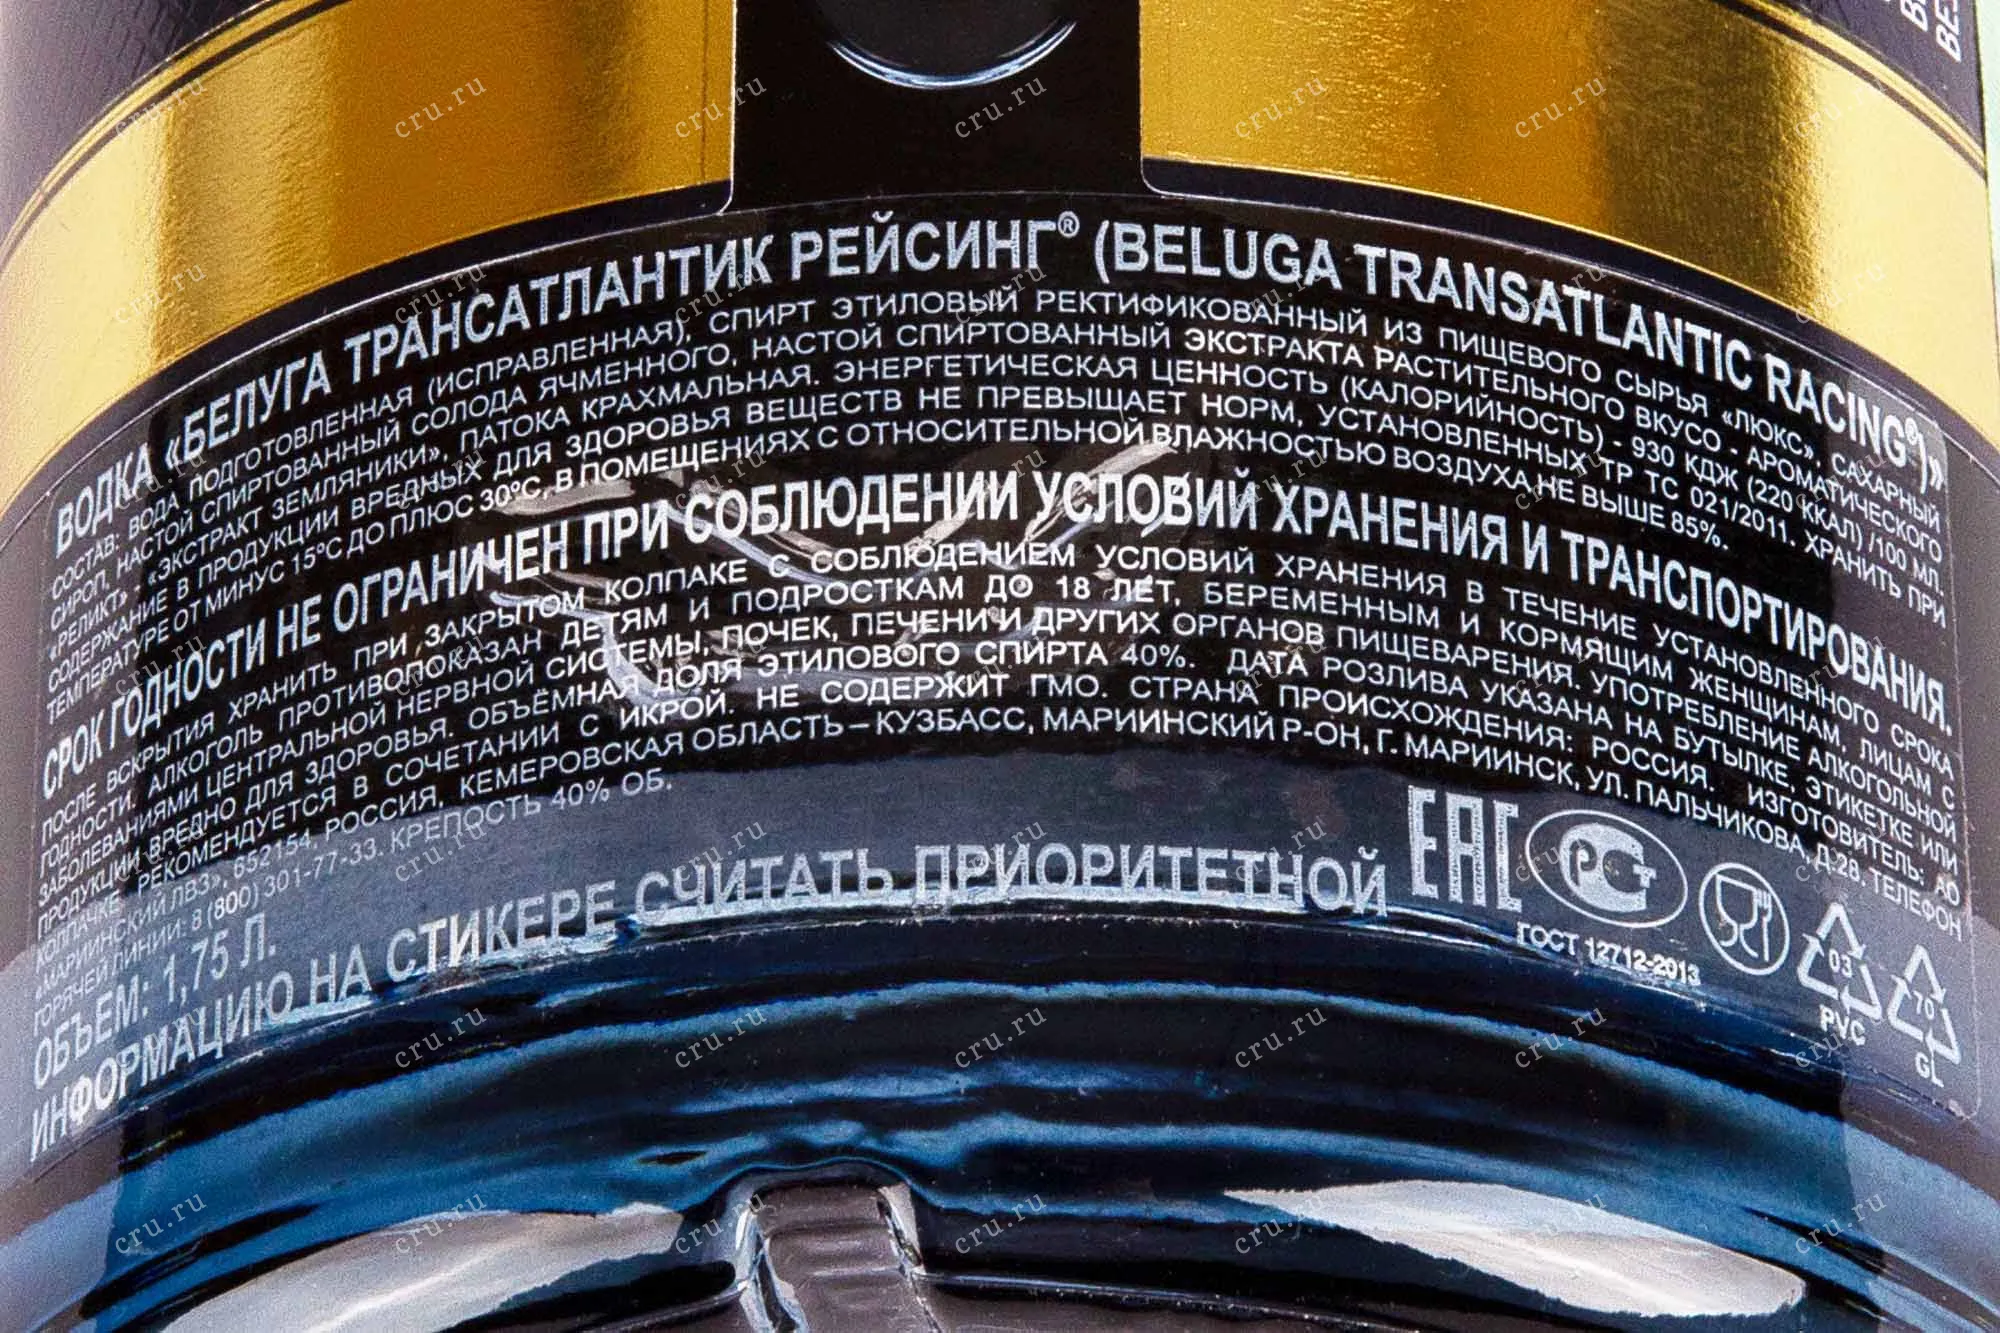 ВОДКА «БЕЛУГА ТРАНСАТЛАНТИК РЕЙСИНГ® (BELUGA TRANSATLANTIC RACING®)»
СОСТАВ: ВОДА ПОДГОТОВЛЕННАЯ (ИСПРАВЛЕННАЯ), СПИРТ ЭТИЛОВЫЙ РЕКТИФИКОВАННЫЙ ИЗ ПИЩЕВОГО СЫРЬЯ «ЛЮКС», САХАРНЫЙ
СИРОП, НАСТОЙ СПИРТОВАННЫЙ СОЛОДА ЯЧМЕННОГО, НАСТОЙ СПИРТОВАННЫЙ ЭКСТРАКТА РАСТИТЕЛЬНОГО ВКУСО - АРОМАТИЧЕСКОГО
«РЕЛИКТ» - «ЭКСТРАКТ ЗЕМЛЯНИКИ», ПАТОКА КРАХМАЛЬНАЯ. ЭНЕРГЕТИЧЕСКАЯ ЦЕННОСТЬ (КАЛОРИЙНОСТЬ) - 930 КДЖ (220 ККАЛ) /100 МЛ.
СОДЕРЖАНИЕ В ПРОДУКЦИИ ВРЕДНЫХ ДЛЯ ЗДОРОВЬЯ ВЕЩЕСТВ НЕ ПРЕВЫШАЕТ НОРМ, УСТАНОВЛЕННЫХ ТР ТС 021/2011. ХРАНИТЬ ПРИ
ТЕМПЕРАТУРЕ ОТ МИНУС 15°С ДО ПЛЮС 30°С, В ПОМЕЩЕНИЯХ С ОТНОСИТЕЛЬНОЙ ВЛАЖНОСТЬЮ ВОЗДУХА НЕ ВЫШЕ 85%.
СРОК ГОДНОСТИ НЕ ОГРАНИЧЕН ПРИ СОБЛЮДЕНИИ УСЛОВИЙ ХРАНЕНИЯ И ТРАНСПОРТИРОВАНИЯ.
ПОСЛЕ ВСКРЫТИЯ ХРАНИТЬ ПРИ ЗАКРЫТОМ КОЛПАКЕ С СОБЛЮДЕНИЕМ УСЛОВИЙ ХРАНЕНИЯ В ТЕЧЕНИЕ УСТАНОВЛЕННОГО СРОКА
ГОДНОСТИ. АЛКОГОЛЬ ПРОТИВОПОКАЗАН ДЕТЯМ И ПОДРОСТКАМ ДО 18 ЛЕТ, БЕРЕМЕННЫМ И КОРМЯЩИМ ЖЕНЩИНАМ, ЛИЦАМ С
ЗАБОЛЕВАНИЯМИ ЦЕНТРАЛЬНОЙ НЕРВНОЙ СИСТЕМЫ, ПОЧЕК, ПЕЧЕНИ И ДРУГИХ ОРГАНОВ ПИЩЕВАРЕНИЯ. УПОТРЕБЛЕНИЕ АЛКОГОЛЬНОЙ
ПРОДУКЦИИ ВРЕДНО ДЛЯ ЗДОРОВЬЯ. ОБЪЁМНАЯ ДОЛЯ ЭТИЛОВОГО СПИРТА 40%. ДАТА РОЗЛИВА УКАЗАНА НА БУТЫЛКЕ, ЭТИКЕТКЕ ИЛИ
КОЛПАЧКЕ. РЕКОМЕНДУЕТСЯ В СОЧЕТАНИИ С ИКРОЙ. НЕ СОДЕРЖИТ ГМО. СТРАНА ПРОИСХОЖДЕНИЯ: РОССИЯ. ИЗГОТОВИТЕЛЬ: АО
«МАРИИНСКИЙ ЛВЗ», 652154, РОССИЯ, КЕМЕРОВСКАЯ ОБЛАСТЬ – КУЗБАСС, МАРИИНСКИЙ Р-ОН, Г. МАРИИНСК, УЛ. ПАЛЬЧИКОВА, Д.28. ТЕЛЕФОН
ГОРЯЧЕЙ ЛИНИИ: 8 (800) 301-77-33. КРЕПОСТЬ 40% ОБ.
ОБЪЕМ: 1,75 Л.
ИНФОРМАЦИЮ НА СТИКЕРЕ СЧИТАТЬ ПРИОРИТЕТНОЙ
ЕАС
РСТ
ГОСТ 12712-2013
03
PVC
70
GL
cru.ru